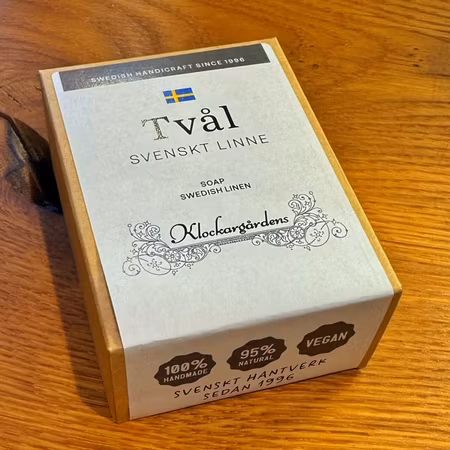 SWEDISH HANDICRAFT SINCE 1996
Tvål
SVENSKT LINNE
SOAP
SWEDISH LINEN
Klockargårdens
100%
HANDMADE
95%
NATURAL
VEGAN
SVENSKT HANTVERK
SEDAN 1996